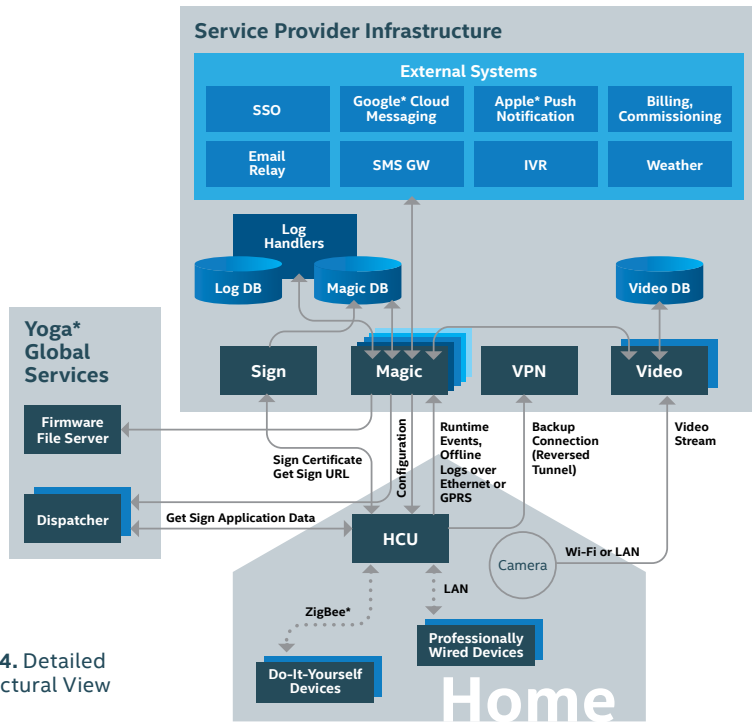 Service Provider Infrastructure
External Systems
SSO
Google* Cloud
Messaging
Apple* Push
Notification
Billing,
Commissioning
Email
Relay
SMS GW
IVR
Weather
Log
Handlers
Log DB
Magic DB
Video DB
Yoga*
Global
Services
Sign
Magic
VPN
Video
Firmware
File Server
Sign Certificate
Get Sign URL
Configuration
Runtime
Events,
Offline
Logs over
Ethernet or
GPRS
Backup
Connection
(Reversed
Tunnel)
Video
Stream
Dispatcher
Get Sign Application Data
HCU
Camera
Wi-Fi or LAN
ZigBee*
LAN
Do-It-Yourself
Devices
Professionally
Wired Devices
Home
4. Detailed
ctural View